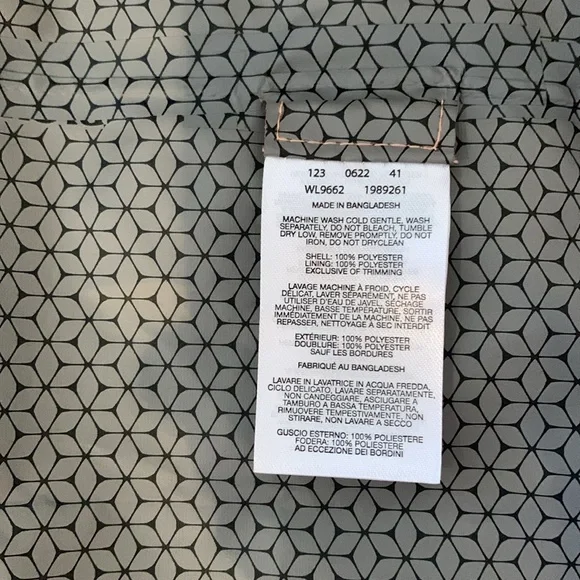 123 0622 41
WL9662 1989261
MADE IN BANGLADESH
MACHINE WASH COLD GENTLE, WASH
SEPARATELY, DO NOT BLEACH, TUMBLE
DRY LOW, REMOVE PROMPTLY, DO NOT
IRON, DO NOT DRYCLEAN
SHELL: 100% POLYESTER
LINING: 100% POLYESTER
EXCLUSIVE OF TRIMMING
LAVAGE MACHINE À FROID, CYCLE
DÉLICAT, LAVER SÉPARÉMENT, NE PAS
UTILISER D'EAU DE JAVEL, SÉCHAGE
MACHINE, BASSE TEMPERATURE, SORTIR
IMMÉDIATEMENT DE LA MACHINE, NE PAS
REPASSER, NETTOYAGE A SEC INTERDIT
EXTÉRIEUR: 100% POLYESTER
DOUBLURE: 100% POLYESTER
SAUF LES BORDURES
FABRIQUÉ AU BANGLADESH
LAVARE IN LAVATRICE IN ACQUA FREDDA,
CICLO DELICATO, LAVARE SEPARATAMENTE,
NON CANDEGGIARE, ASCIUGARE A
TAMBURO A BASSA TEMPERATURA,
RIMUOVERE TEMPESTIVAMENTE, NON
STIRARE, NON LAVARE A SECCO
GUSCIO ESTERNO: 100% POLIESTERE
FODERA: 100% POLIESTERE
AD ECCEZIONE DEI BORDINI